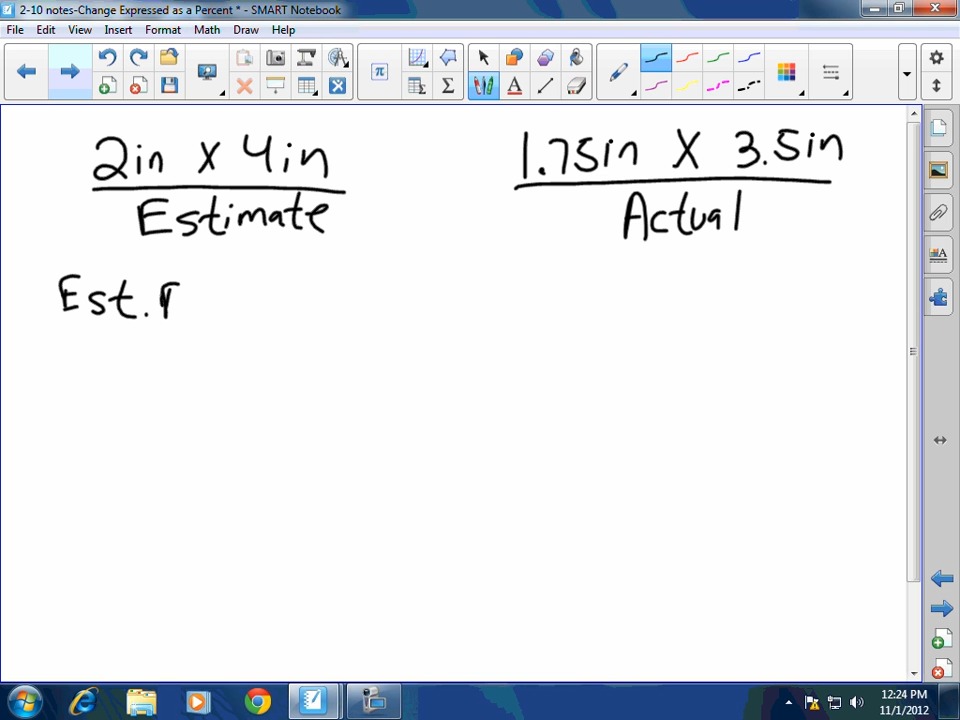 2-10 notes-Change Expressed as a Percent * - SMART Notebook
File Edit View Insert Format Math Draw Help
2in X 4in
Estimate
1.75in X 3.5in
Actual
Est.
12:24 PM
11/1/2012